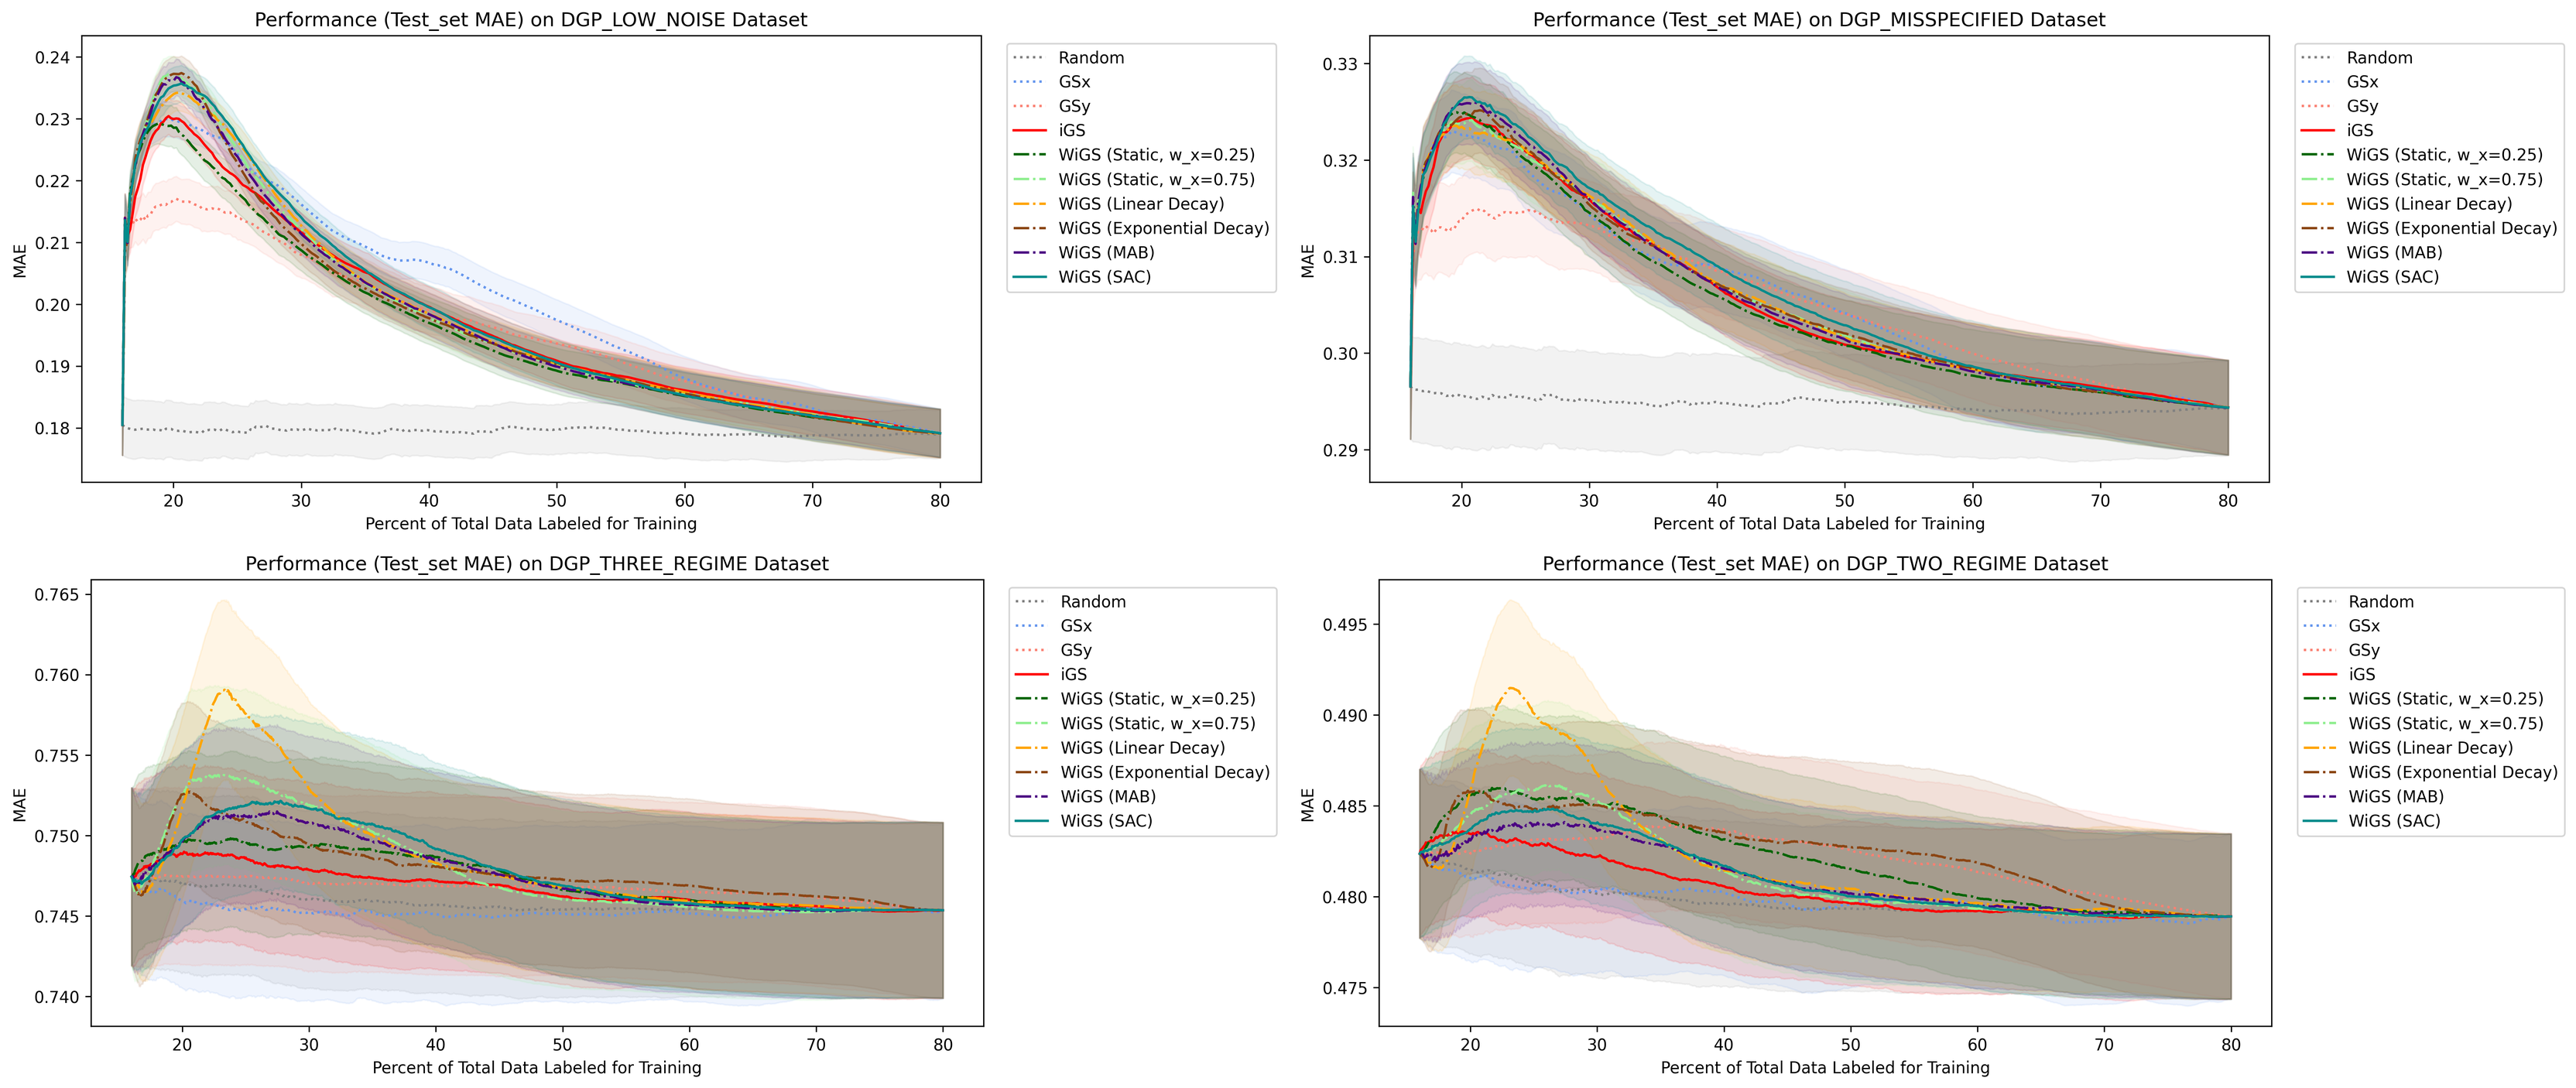 Performance (Test_set MAE) on DGP_LOW_NOISE Dataset
MAE
0.24
0.23
0.22
0.21
0.20
0.19
0.18
20 30 40 50 60 70 80
Percent of Total Data Labeled for Training
Random
GSx
GSy
iGS
WiGS (Static, w_x=0.25)
WiGS (Static, w_x=0.75)
WiGS (Linear Decay)
WiGS (Exponential Decay)
WiGS (MAB)
WiGS (SAC)
Performance (Test_set MAE) on DGP_MISSPECIFIED Dataset
MAE
0.33
0.32
0.31
0.30
0.29
20 30 40 50 60 70 80
Percent of Total Data Labeled for Training
Random
GSx
GSy
iGS
WiGS (Static, w_x=0.25)
WiGS (Static, w_x=0.75)
WiGS (Linear Decay)
WiGS (Exponential Decay)
WiGS (MAB)
WiGS (SAC)
Performance (Test_set MAE) on DGP_THREE_REGIME Dataset
MAE
0.765
0.760
0.755
0.750
0.745
0.740
20 30 40 50 60 70 80
Percent of Total Data Labeled for Training
Random
GSx
GSy
iGS
WiGS (Static, w_x=0.25)
WiGS (Static, w_x=0.75)
WiGS (Linear Decay)
WiGS (Exponential Decay)
WiGS (MAB)
WiGS (SAC)
Performance (Test_set MAE) on DGP_TWO_REGIME Dataset
MAE
0.495
0.490
0.485
0.480
0.475
20 30 40 50 60 70 80
Percent of Total Data Labeled for Training
Random
GSx
GSy
iGS
WiGS (Static, w_x=0.25)
WiGS (Static, w_x=0.75)
WiGS (Linear Decay)
WiGS (Exponential Decay)
WiGS (MAB)
WiGS (SAC)